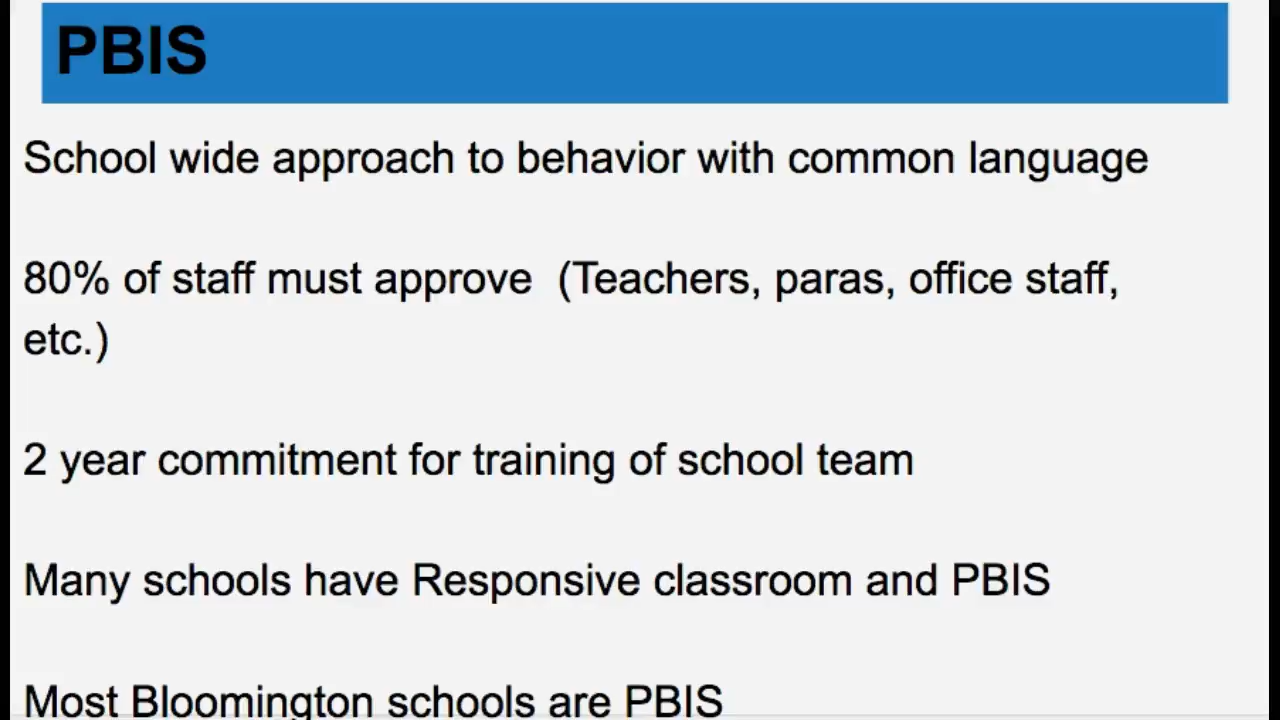 PBIS
School wide approach to behavior with common language
80% of staff must approve  (Teachers, paras, office staff,
etc.)
2 year commitment for training of school team
Many schools have Responsive classroom and PBIS
Most Bloomington schools are PBIS